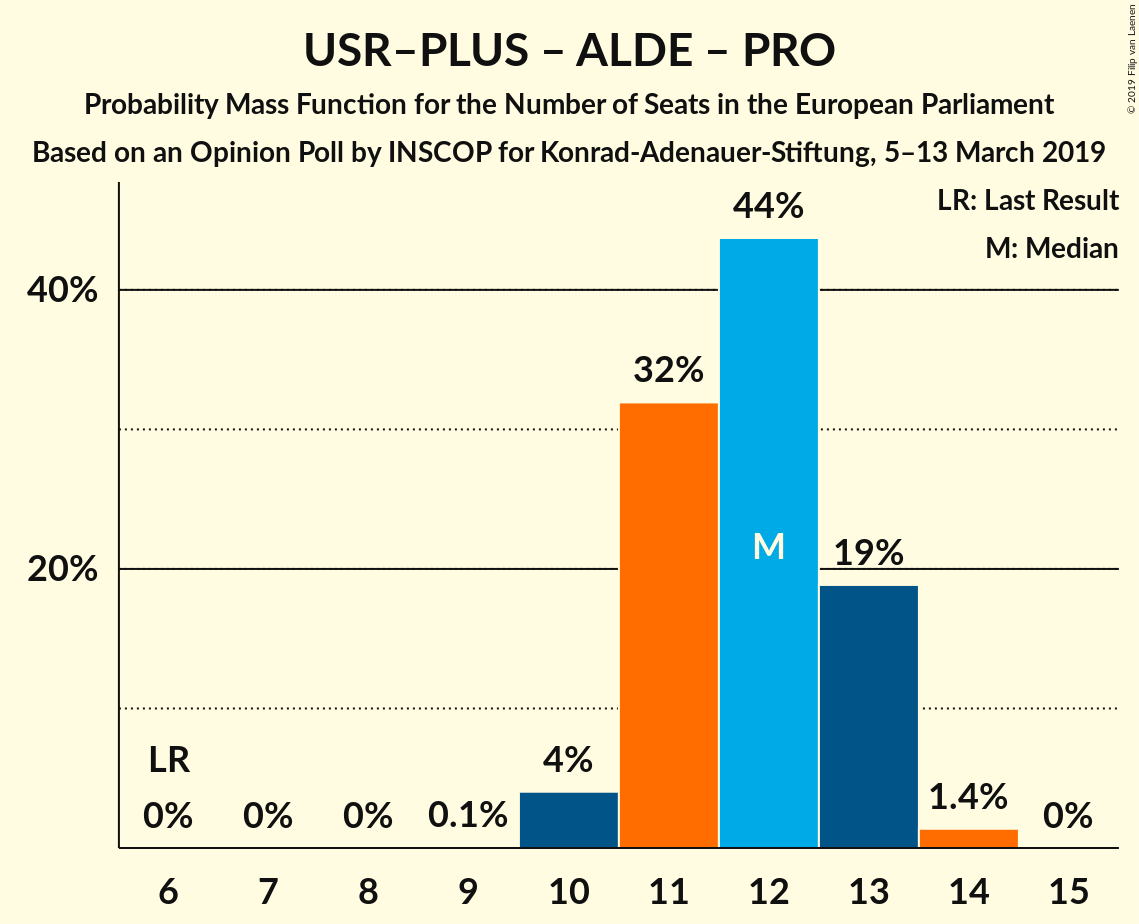 USR–PLUS – ALDE – PRO
Probability Mass Function for the Number of Seats in the European Parliament
Based on an Opinion Poll by INSCOP for Konrad-Adenauer-Stiftung, 5–13 March 2019
© 2019 Filip van Laenen
LR: Last Result
M: Median
44%
40%
32%
M
20%
19%
LR
0%
0%
0%
0.1%
4%
1.4%
0%
6 7 8 9 10 11 12 13 14 15